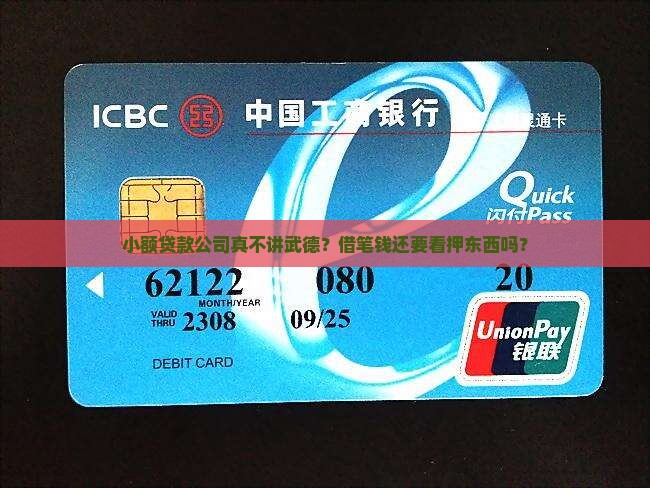 ICBC 中国工商银行
通卡
Quick
闪付Pass
小额贷款公司真不讲武德？借笔钱还要看押东西吗？
62122 080 20
MONTH/YEAR
VALID
THRU 2308 09/25
UnionPay
银联
DEBIT CARD